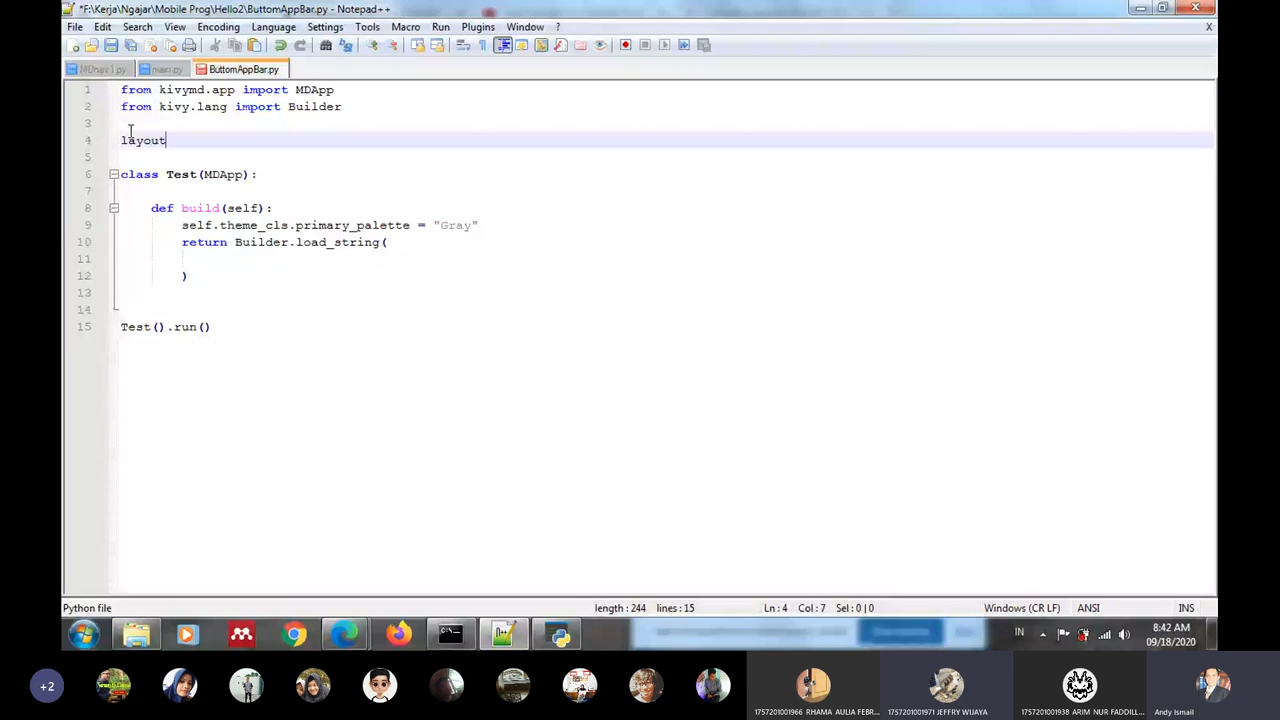 *F:\Kerja\Ngajar\Mobile Prog\Hello2\ButtomAppBar.py - Notepad++
File Edit Search View Encoding Language Settings Tools Macro Run Plugins Window ? X
MDnav1.py main.py ButtomAppBar.py
1 from kivymd.app import MDApp
2 from kivy.lang import Builder
3
4 layout
5
6 class Test(MDApp):
7
8 def build(self):
9 self.theme_cls.primary_palette = "Gray"
10 return Builder.load_string(
11
12 )
13
14
15 Test().run()
Python file length : 244 lines : 15 Ln : 4 Col : 7 Sel : 0 | 0 Windows (CR LF) ANSI INS
IN 8:42 AM
09/18/2020
+2
1757201001966 RHAMA AULIA FEBR... 1757201001971 JEFFRY WIJAYA 1757201001938 ARIM NUR FADDILL... Andy Ismail